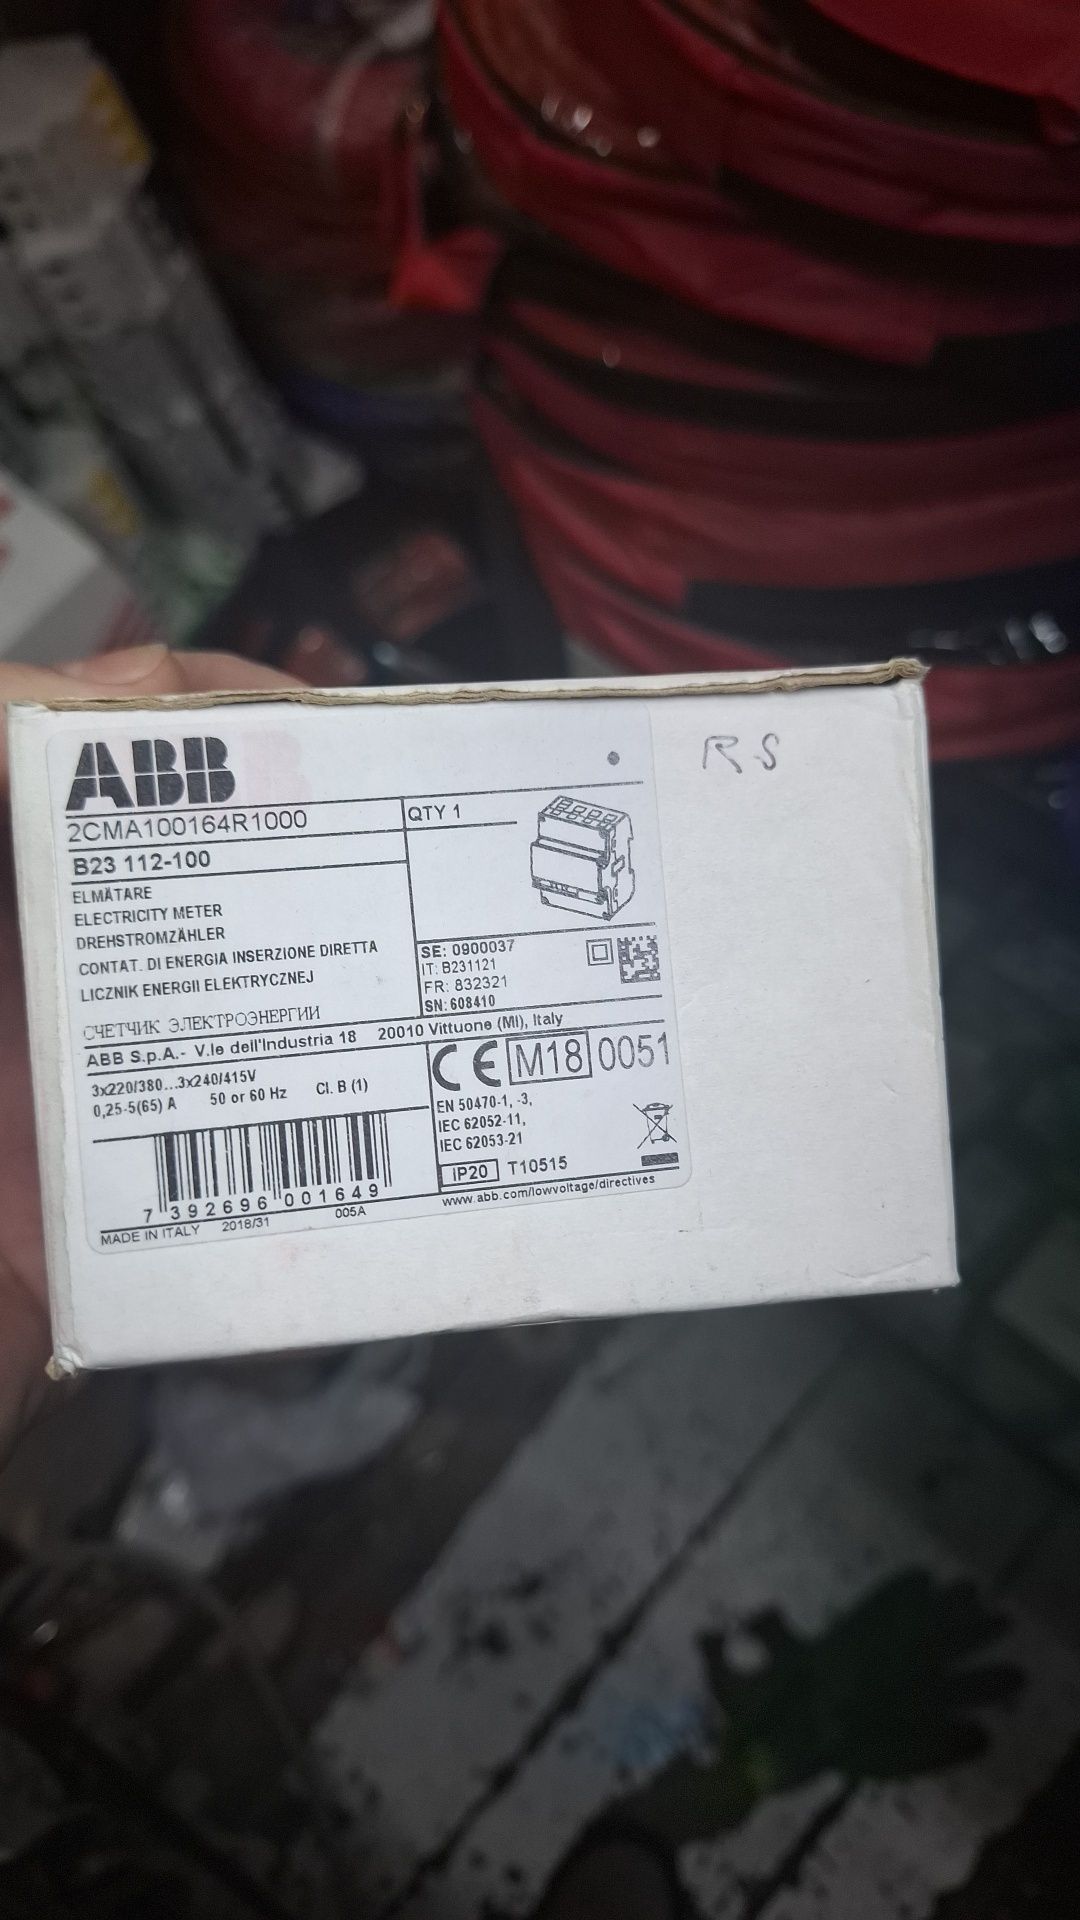 ABB
RS
2CMA100164R1000
QTY 1
B23 112-100
ELMÄTARE
ELECTRICITY METER
DREHSTROMZÄHLER
CONTAT. DI ENERGIA INSERZIONE DIRETTA
LICZNIK ENERGII ELEKTRYCZNEJ
СЧЕТЧИК ЭЛЕКТРОЭНЕРГИИ
SE: 0900037
IT: B231121
FR: 832321
SN: 608410
ABB S.p.A.- V.le dell'Industria 18 20010 Vittuone (MI), Italy
3x220/380...3x240/415V
0,25-5(65) A 50 or 60 Hz Cl. B (1)
CE M18 0051
EN 50470-1, -3,
IEC 62052-11,
IEC 62053-21
IP20 T10515
7 392696 001649
MADE IN ITALY 2018/31 005A
www.abb.com/lowvoltage/directives